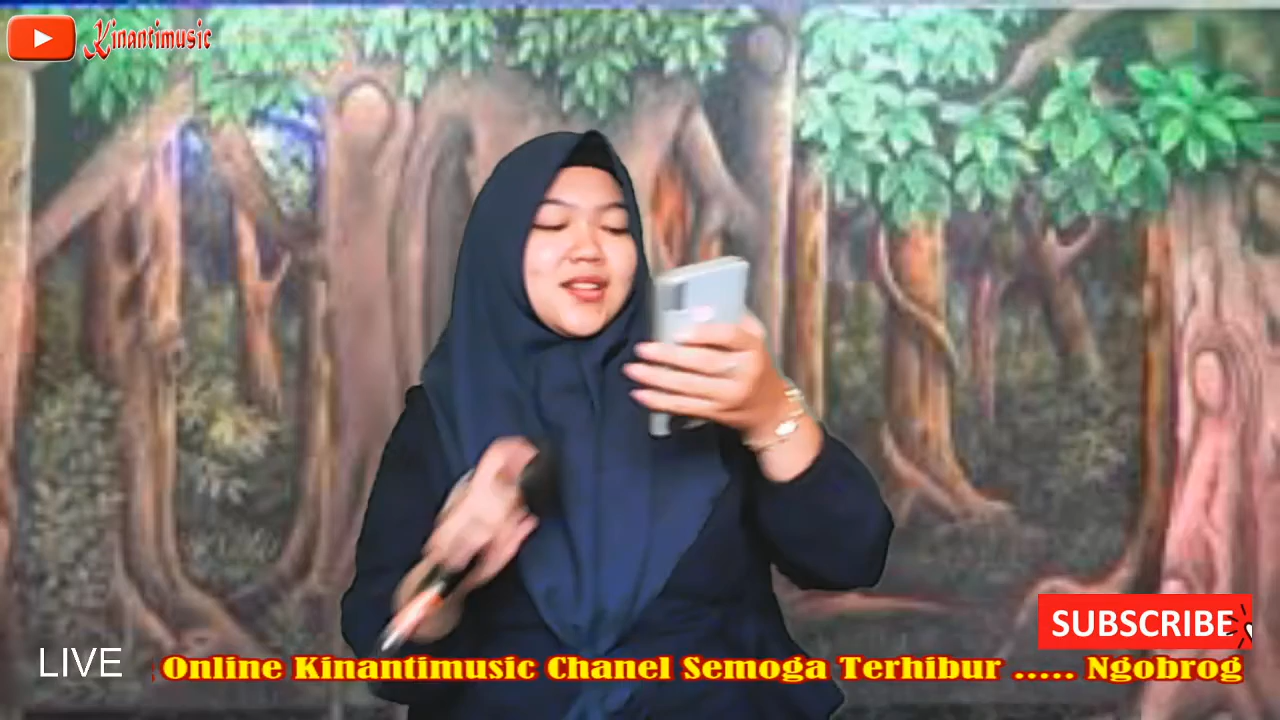 Kinantimusic
SUBSCRIBE
LIVE
Online Kinantimusic Chanel Semoga Terhibur ..... Ngobrog